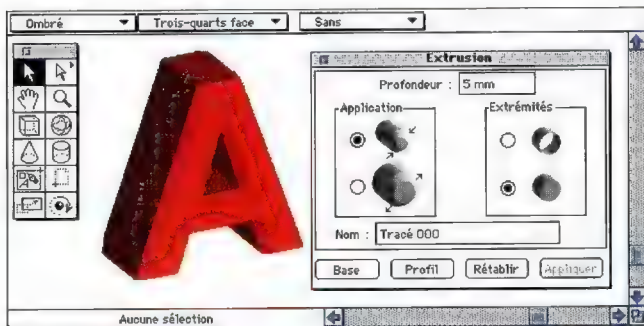 Ombré Trois-quarts face Sans
Extrusion
Profondeur : 5 mm
Application Extrémités
Nom : Tracé 000
Base Profil Rétablir Appliquer
A
Aucune sélection